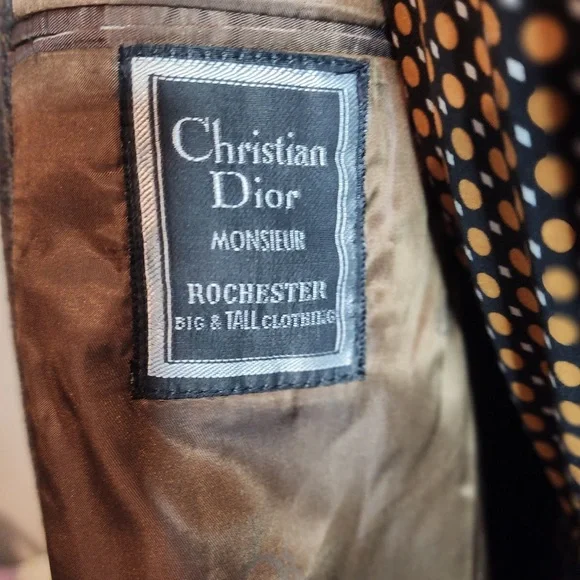 Christian
Dior
MONSIEUR
ROCHESTER
BIG & TALL CLOTHING